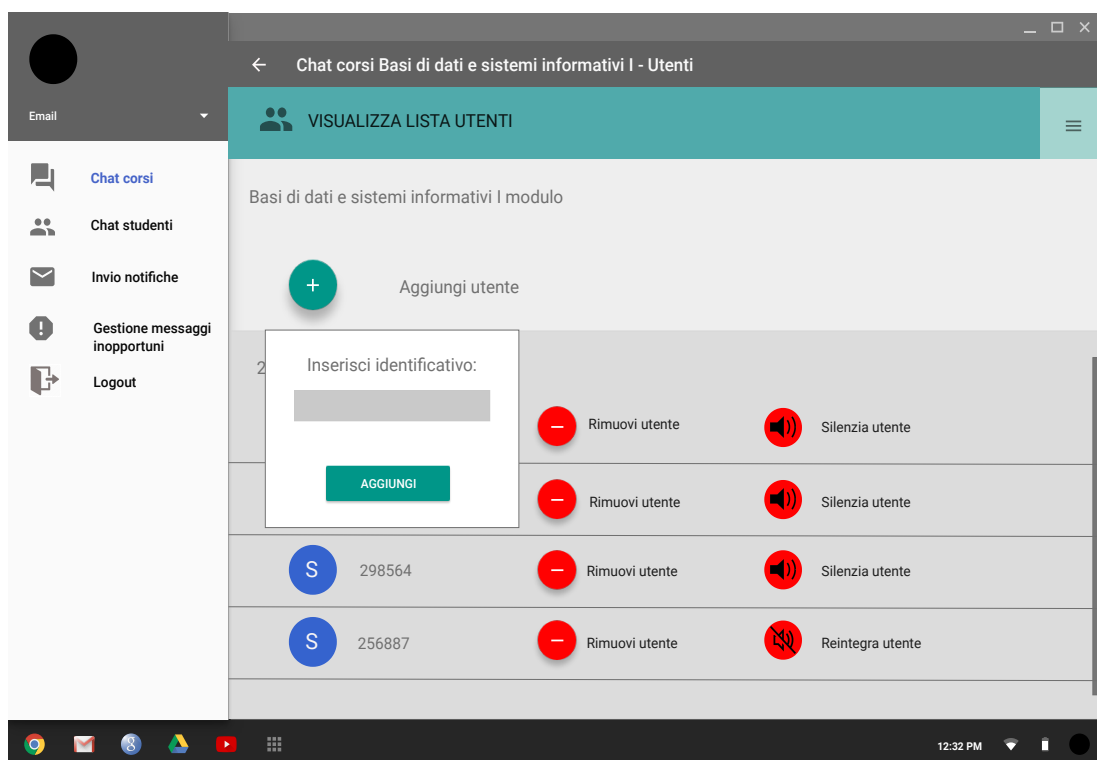 Chat corsi Basi di dati e sistemi informativi I - Utenti
Email
VISUALIZZA LISTA UTENTI
Chat corsi
Chat studenti
Invio notifiche
Gestione messaggi
inopportuni
Logout
Basi di dati e sistemi informativi I modulo
Aggiungi utente
2
Inserisci identificativo:
AGGIUNGI
Rimuovi utente Silenzia utente
Rimuovi utente Silenzia utente
S 298564 Rimuovi utente Silenzia utente
S 256887 Rimuovi utente Reintegra utente
12:32 PM